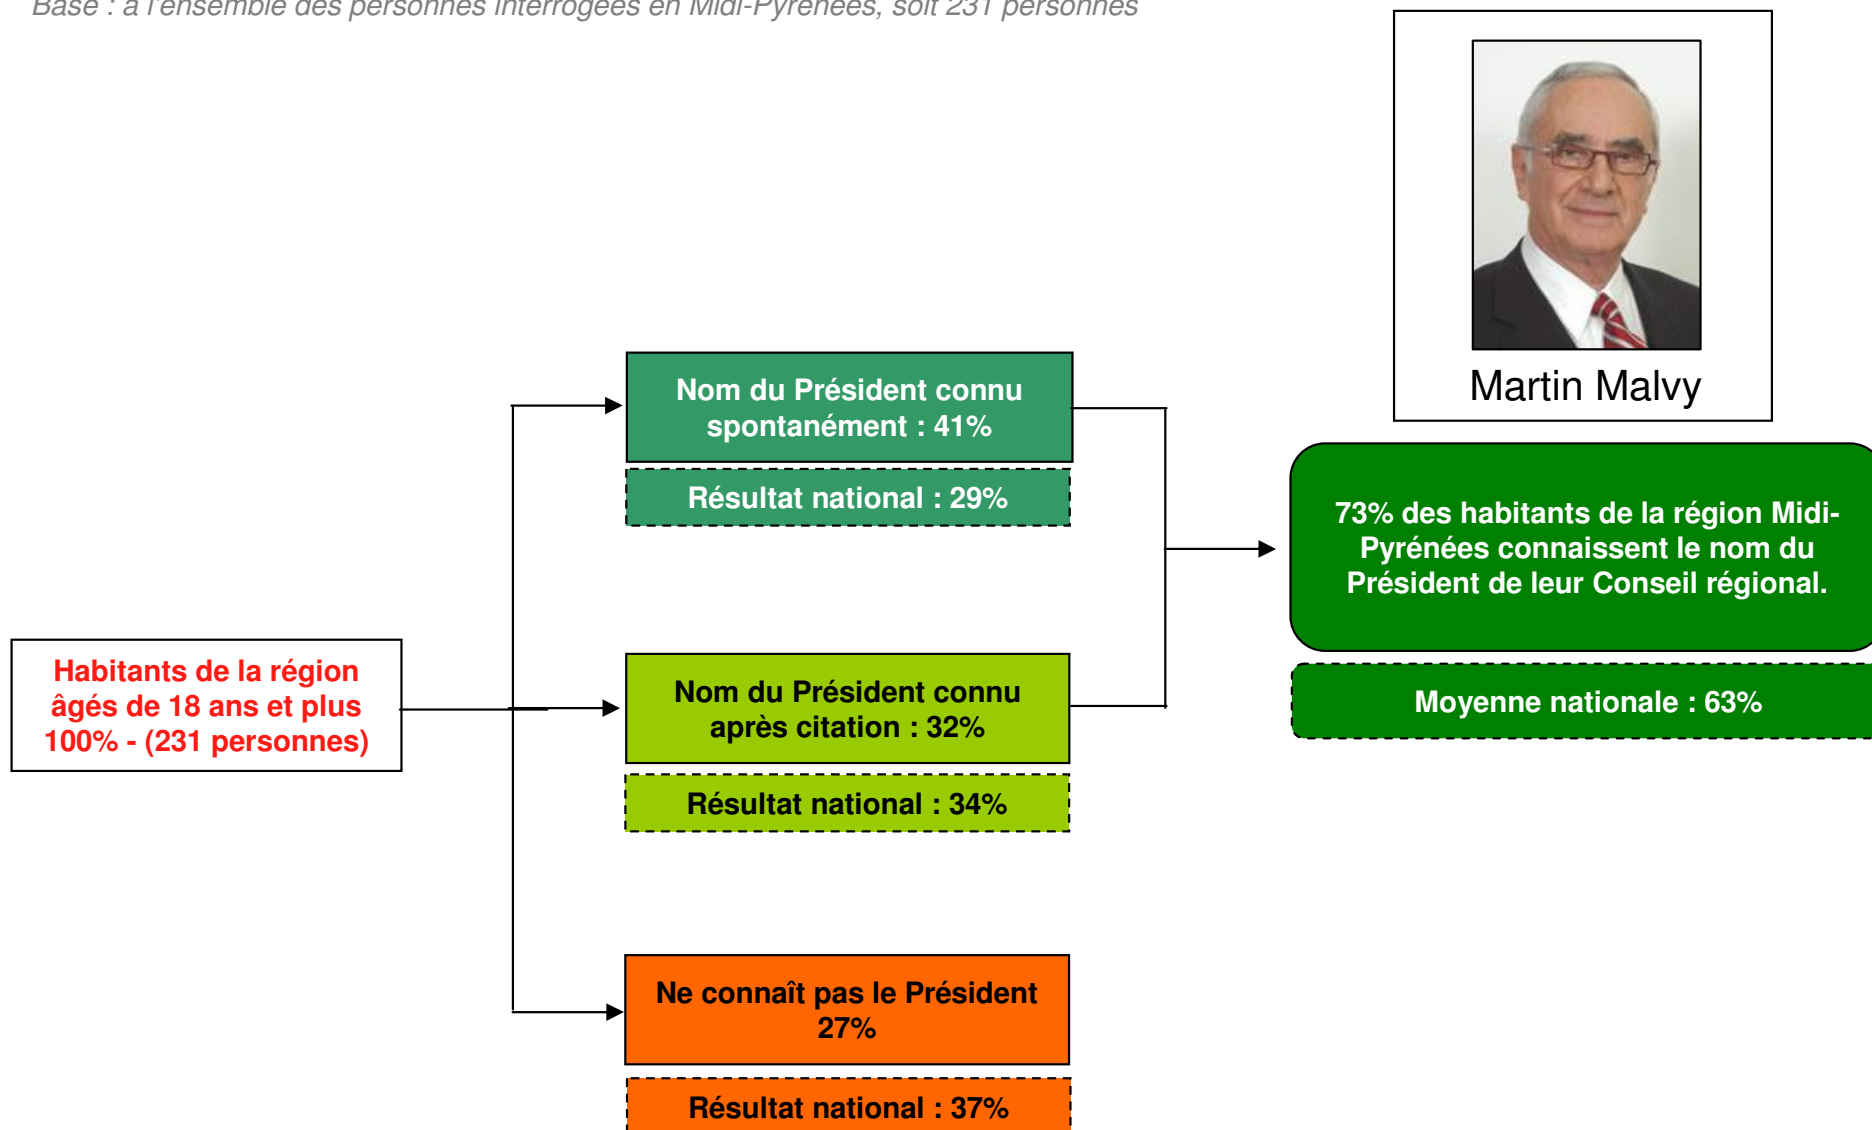 Base : à l'ensemble des personnes interrogées en Midi-Pyrénées, soit 231 personnes
Martin Malvy
Nom du Président connu
spontanément : 41%
Résultat national : 29%
73% des habitants de la région Midi-
Pyrénées connaissent le nom du
Président de leur Conseil régional.
Moyenne nationale : 63%
Habitants de la région
âgés de 18 ans et plus
100% - (231 personnes)
Nom du Président connu
après citation : 32%
Résultat national : 34%
Ne connaît pas le Président
27%
Résultat national : 37%